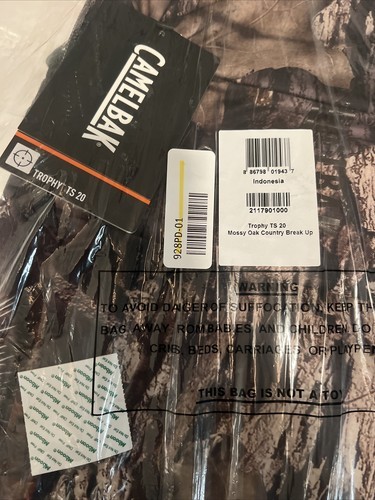 CAMELBAK
TROPHY TS 20
928PD-01
8 86798 01943 7
Indonesia
2117901000
Trophy TS 20
Mossy Oak Country Break Up
WARNING
TO AVOID DANGER OF SUFFOCATION, KEEP TH
BAG AWAY FROM BABIES AND CHILDREN DO
CRIBS, BEDS, CARRIAGES OR PLAYPEN
THIS BAG IS NOT A TOY